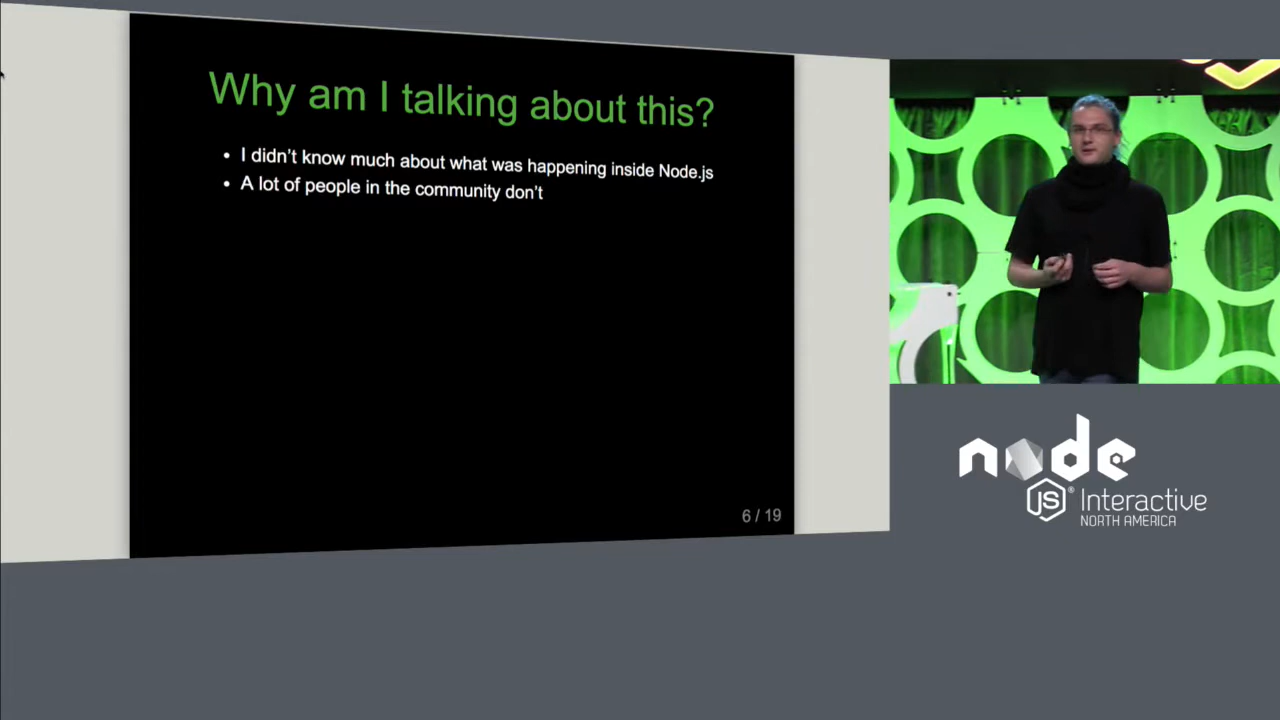 Why am I talking about this?
• I didn't know much about what was happening inside Node.js
• A lot of people in the community don't
6 / 19
node
JS® Interactive
NORTH AMERICA